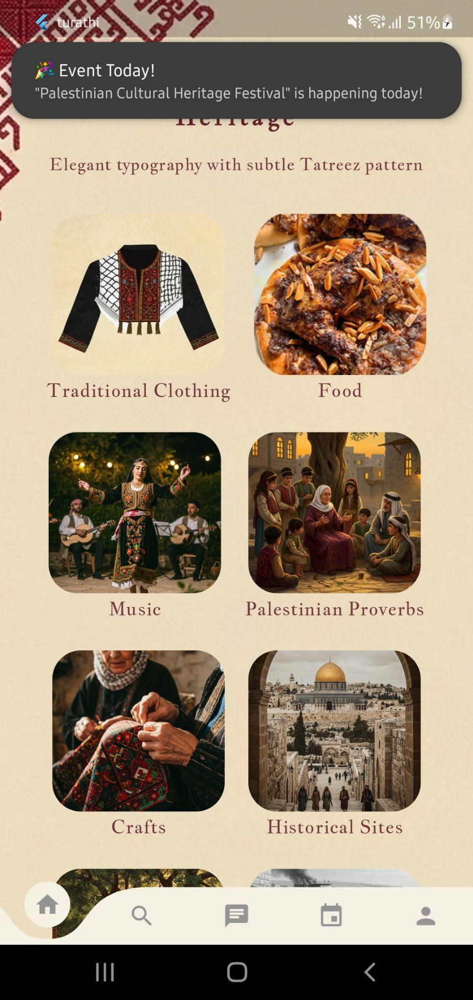 turathi
51%
🎉 Event Today!
"Palestinian Cultural Heritage Festival" is happening today!
Heritage
Elegant typography with subtle Tatreez pattern
Traditional Clothing
Food
Music
Palestinian Proverbs
Crafts
Historical Sites